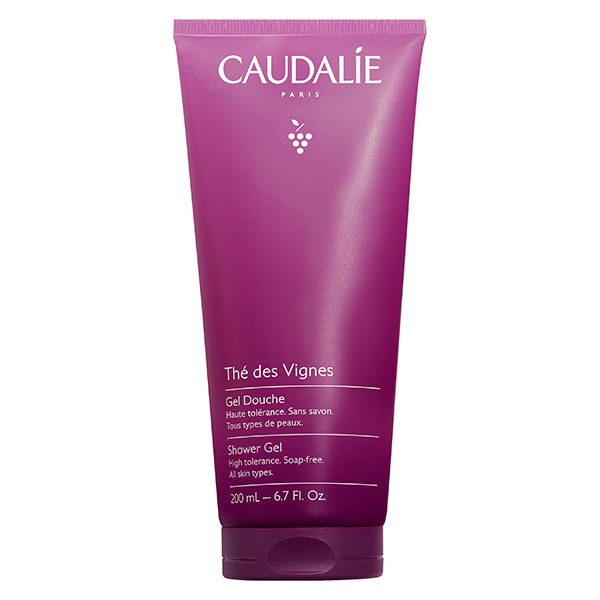 CAUDALÍE
PARIS
Thé des Vignes
Gel Douche
Haute tolérance. Sans savon.
Tous types de peaux.
Shower Gel
High tolerance. Soap-free.
All skin types.
200 mL – 6.7 Fl. Oz.